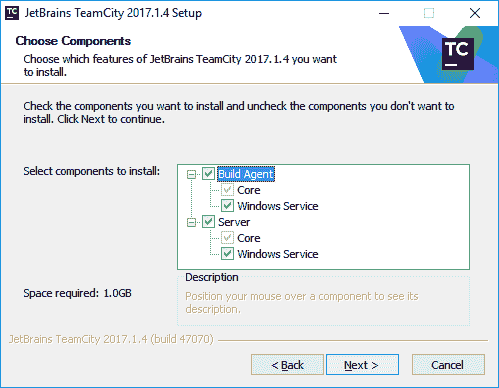 TC JetBrains TeamCity 2017.1.4 Setup
Choose Components
Choose which features of JetBrains TeamCity 2017.1.4 you want
to install.
TC
Check the components you want to install and uncheck the components you don't want to
install. Click Next to continue.
Select components to install:
Build Agent
Core
Windows Service
Server
Core
Windows Service
Space required: 1.0GB
Description
Position your mouse over a component to see its
description.
JetBrains TeamCity 2017.1.4 (build 47070)
< Back
Next >
Cancel